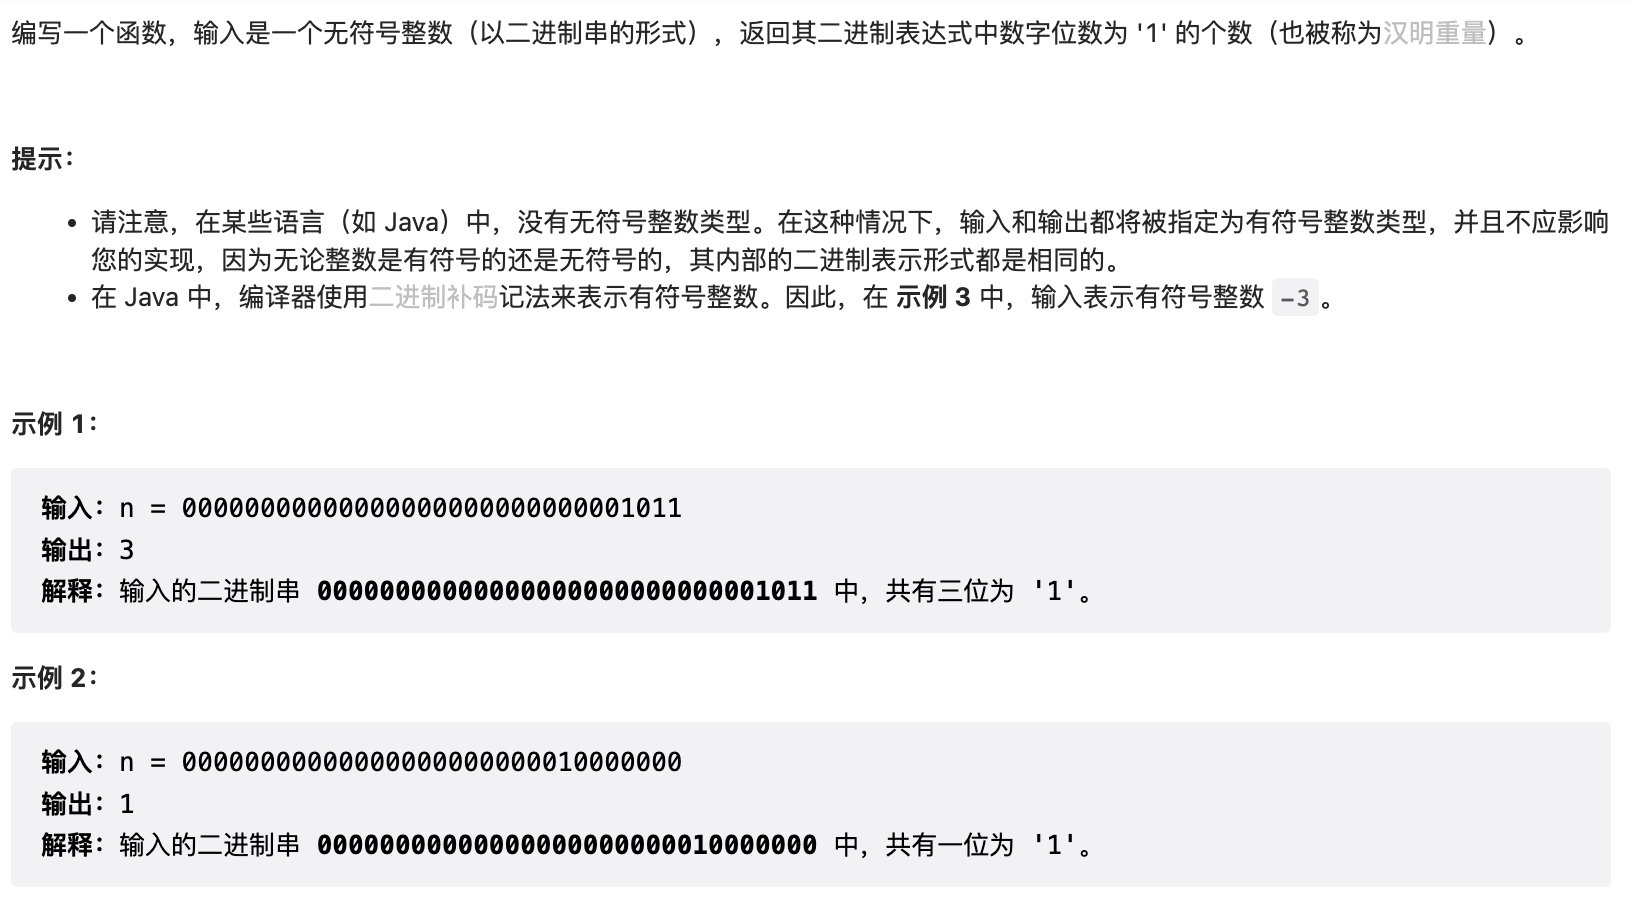 编写一个函数，输入是一个无符号整数（以二进制串的形式），返回其二进制表达式中数字位数为 '1' 的个数（也被称为汉明重量）。
提示：
• 请注意，在某些语言（如 Java）中，没有无符号整数类型。在这种情况下，输入和输出都将被指定为有符号整数类型，并且不应影响
您的实现，因为无论整数是有符号的还是无符号的，其内部的二进制表示形式都是相同的。
• 在 Java 中，编译器使用二进制补码记法来表示有符号整数。因此，在 示例 3 中，输入表示有符号整数 -3。
示例 1：
输入：n = 00000000000000000000000000001011
输出：3
解释：输入的二进制串 00000000000000000000000000001011 中，共有三位为 '1'。
示例 2：
输入：n = 00000000000000000000000010000000
输出：1
解释：输入的二进制串 00000000000000000000000010000000 中，共有一位为 '1'。